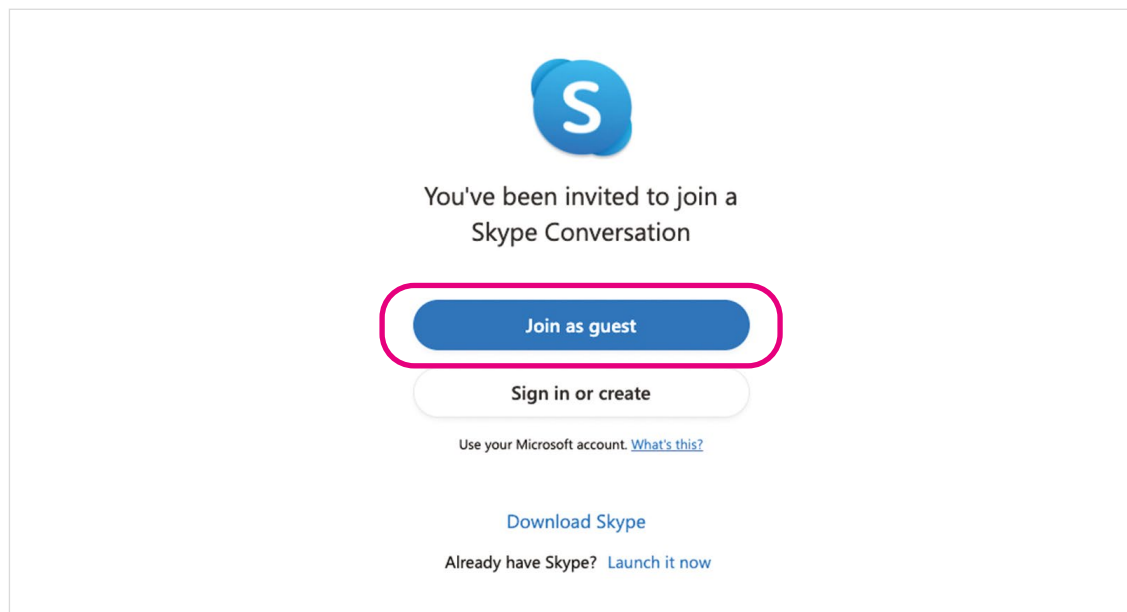 S
You've been invited to join a
Skype Conversation
Join as guest
Sign in or create
Use your Microsoft account. What's this?
Download Skype
Already have Skype? Launch it now